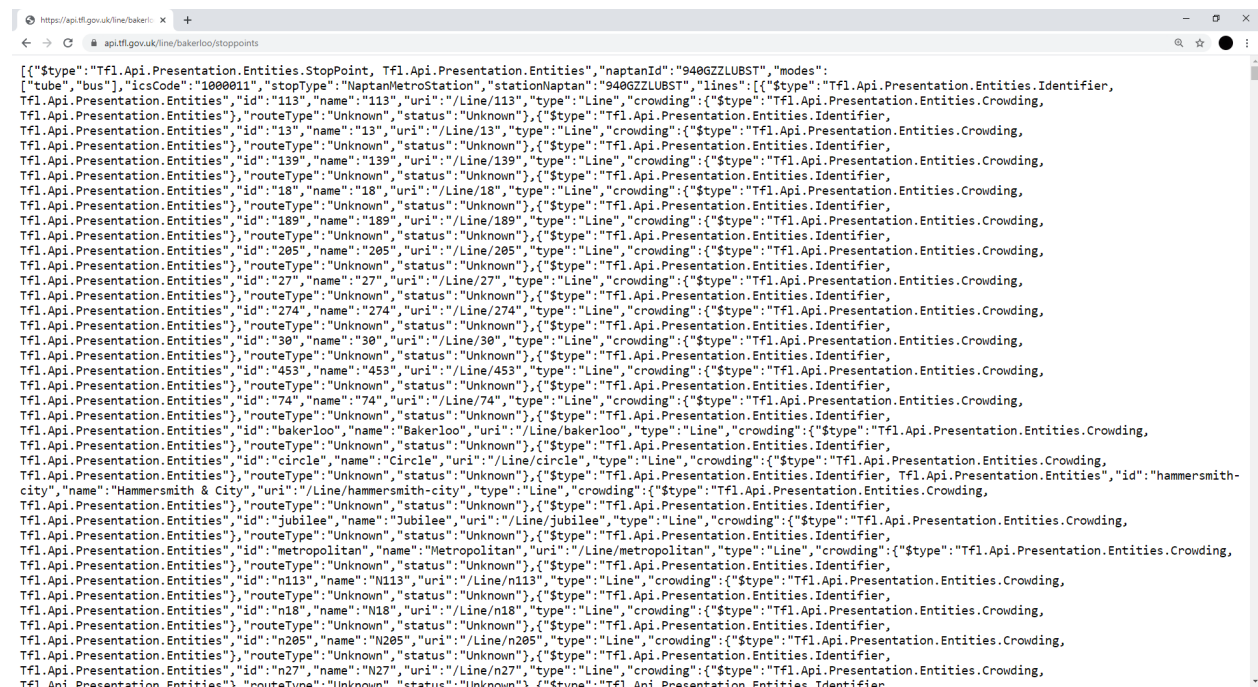 https://api.tfl.gov.uk/line/bakerlo
api.tfl.gov.uk/line/bakerloo/stoppoints
[{"$type":"Tfl.Api.Presentation.Entities.StopPoint, Tfl.Api.Presentation.Entities","naptanId":"940GZZLUBST","modes":
["tube","bus"],"icsCode":"1000011","stopType":"NaptanMetroStation","stationNaptan":"940GZZLUBST","lines":[{"$type":"Tfl.Api.Presentation.Entities.Identifier,
Tfl.Api.Presentation.Entities","id":"113","name":"113","uri":"/Line/113","type":"Line","crowding":{"$type":"Tfl.Api.Presentation.Entities.Crowding,
Tfl.Api.Presentation.Entities"},"routeType":"Unknown","status":"Unknown"},{"$type":"Tfl.Api.Presentation.Entities.Identifier,
Tfl.Api.Presentation.Entities","id":"13","name":"13","uri":"/Line/13","type":"Line","crowding":{"$type":"Tfl.Api.Presentation.Entities.Crowding,
Tfl.Api.Presentation.Entities"},"routeType":"Unknown","status":"Unknown"},{"$type":"Tfl.Api.Presentation.Entities.Identifier,
Tfl.Api.Presentation.Entities","id":"139","name":"139","uri":"/Line/139","type":"Line","crowding":{"$type":"Tfl.Api.Presentation.Entities.Crowding,
Tfl.Api.Presentation.Entities"},"routeType":"Unknown","status":"Unknown"},{"$type":"Tfl.Api.Presentation.Entities.Identifier,
Tfl.Api.Presentation.Entities","id":"18","name":"18","uri":"/Line/18","type":"Line","crowding":{"$type":"Tfl.Api.Presentation.Entities.Crowding,
Tfl.Api.Presentation.Entities"},"routeType":"Unknown","status":"Unknown"},{"$type":"Tfl.Api.Presentation.Entities.Identifier,
Tfl.Api.Presentation.Entities","id":"189","name":"189","uri":"/Line/189","type":"Line","crowding":{"$type":"Tfl.Api.Presentation.Entities.Crowding,
Tfl.Api.Presentation.Entities"},"routeType":"Unknown","status":"Unknown"},{"$type":"Tfl.Api.Presentation.Entities.Identifier,
Tfl.Api.Presentation.Entities","id":"205","name":"205","uri":"/Line/205","type":"Line","crowding":{"$type":"Tfl.Api.Presentation.Entities.Crowding,
Tfl.Api.Presentation.Entities"},"routeType":"Unknown","status":"Unknown"},{"$type":"Tfl.Api.Presentation.Entities.Identifier,
Tfl.Api.Presentation.Entities","id":"27","name":"27","uri":"/Line/27","type":"Line","crowding":{"$type":"Tfl.Api.Presentation.Entities.Crowding,
Tfl.Api.Presentation.Entities"},"routeType":"Unknown","status":"Unknown"},{"$type":"Tfl.Api.Presentation.Entities.Identifier,
Tfl.Api.Presentation.Entities","id":"274","name":"274","uri":"/Line/274","type":"Line","crowding":{"$type":"Tfl.Api.Presentation.Entities.Crowding,
Tfl.Api.Presentation.Entities"},"routeType":"Unknown","status":"Unknown"},{"$type":"Tfl.Api.Presentation.Entities.Identifier,
Tfl.Api.Presentation.Entities","id":"30","name":"30","uri":"/Line/30","type":"Line","crowding":{"$type":"Tfl.Api.Presentation.Entities.Crowding,
Tfl.Api.Presentation.Entities"},"routeType":"Unknown","status":"Unknown"},{"$type":"Tfl.Api.Presentation.Entities.Identifier,
Tfl.Api.Presentation.Entities","id":"453","name":"453","uri":"/Line/453","type":"Line","crowding":{"$type":"Tfl.Api.Presentation.Entities.Crowding,
Tfl.Api.Presentation.Entities"},"routeType":"Unknown","status":"Unknown"},{"$type":"Tfl.Api.Presentation.Entities.Identifier,
Tfl.Api.Presentation.Entities","id":"74","name":"74","uri":"/Line/74","type":"Line","crowding":{"$type":"Tfl.Api.Presentation.Entities.Crowding,
Tfl.Api.Presentation.Entities"},"routeType":"Unknown","status":"Unknown"},{"$type":"Tfl.Api.Presentation.Entities.Identifier,
Tfl.Api.Presentation.Entities","id":"bakerloo","name":"Bakerloo","uri":"/Line/bakerloo","type":"Line","crowding":{"$type":"Tfl.Api.Presentation.Entities.Crowding,
Tfl.Api.Presentation.Entities"},"routeType":"Unknown","status":"Unknown"},{"$type":"Tfl.Api.Presentation.Entities.Identifier,
Tfl.Api.Presentation.Entities","id":"circle","name":"Circle","uri":"/Line/circle","type":"Line","crowding":{"$type":"Tfl.Api.Presentation.Entities.Crowding,
Tfl.Api.Presentation.Entities"},"routeType":"Unknown","status":"Unknown"},{"$type":"Tfl.Api.Presentation.Entities.Identifier, Tfl.Api.Presentation.Entities","id":"hammersmith-
city","name":"Hammersmith & City","uri":"/Line/hammersmith-city","type":"Line","crowding":{"$type":"Tfl.Api.Presentation.Entities.Crowding,
Tfl.Api.Presentation.Entities"},"routeType":"Unknown","status":"Unknown"},{"$type":"Tfl.Api.Presentation.Entities.Identifier,
Tfl.Api.Presentation.Entities","id":"jubilee","name":"Jubilee","uri":"/Line/jubilee","type":"Line","crowding":{"$type":"Tfl.Api.Presentation.Entities.Crowding,
Tfl.Api.Presentation.Entities"},"routeType":"Unknown","status":"Unknown"},{"$type":"Tfl.Api.Presentation.Entities.Identifier,
Tfl.Api.Presentation.Entities","id":"metropolitan","name":"Metropolitan","uri":"/Line/metropolitan","type":"Line","crowding":{"$type":"Tfl.Api.Presentation.Entities.Crowding,
Tfl.Api.Presentation.Entities"},"routeType":"Unknown","status":"Unknown"},{"$type":"Tfl.Api.Presentation.Entities.Identifier,
Tfl.Api.Presentation.Entities","id":"n113","name":"N113","uri":"/Line/n113","type":"Line","crowding":{"$type":"Tfl.Api.Presentation.Entities.Crowding,
Tfl.Api.Presentation.Entities"},"routeType":"Unknown","status":"Unknown"},{"$type":"Tfl.Api.Presentation.Entities.Identifier,
Tfl.Api.Presentation.Entities","id":"n18","name":"N18","uri":"/Line/n18","type":"Line","crowding":{"$type":"Tfl.Api.Presentation.Entities.Crowding,
Tfl.Api.Presentation.Entities"},"routeType":"Unknown","status":"Unknown"},{"$type":"Tfl.Api.Presentation.Entities.Identifier,
Tfl.Api.Presentation.Entities","id":"n205","name":"N205","uri":"/Line/n205","type":"Line","crowding":{"$type":"Tfl.Api.Presentation.Entities.Crowding,
Tfl.Api.Presentation.Entities"},"routeType":"Unknown","status":"Unknown"},{"$type":"Tfl.Api.Presentation.Entities.Identifier,
Tfl.Api.Presentation.Entities","id":"n27","name":"N27","uri":"/Line/n27","type":"Line","crowding":{"$type":"Tfl.Api.Presentation.Entities.Crowding,
Tfl.Api.Presentation.Entities"},"routeType":"Unknown","status":"Unknown"},{"$type":"Tfl.Api.Presentation.Entities.Identifier,